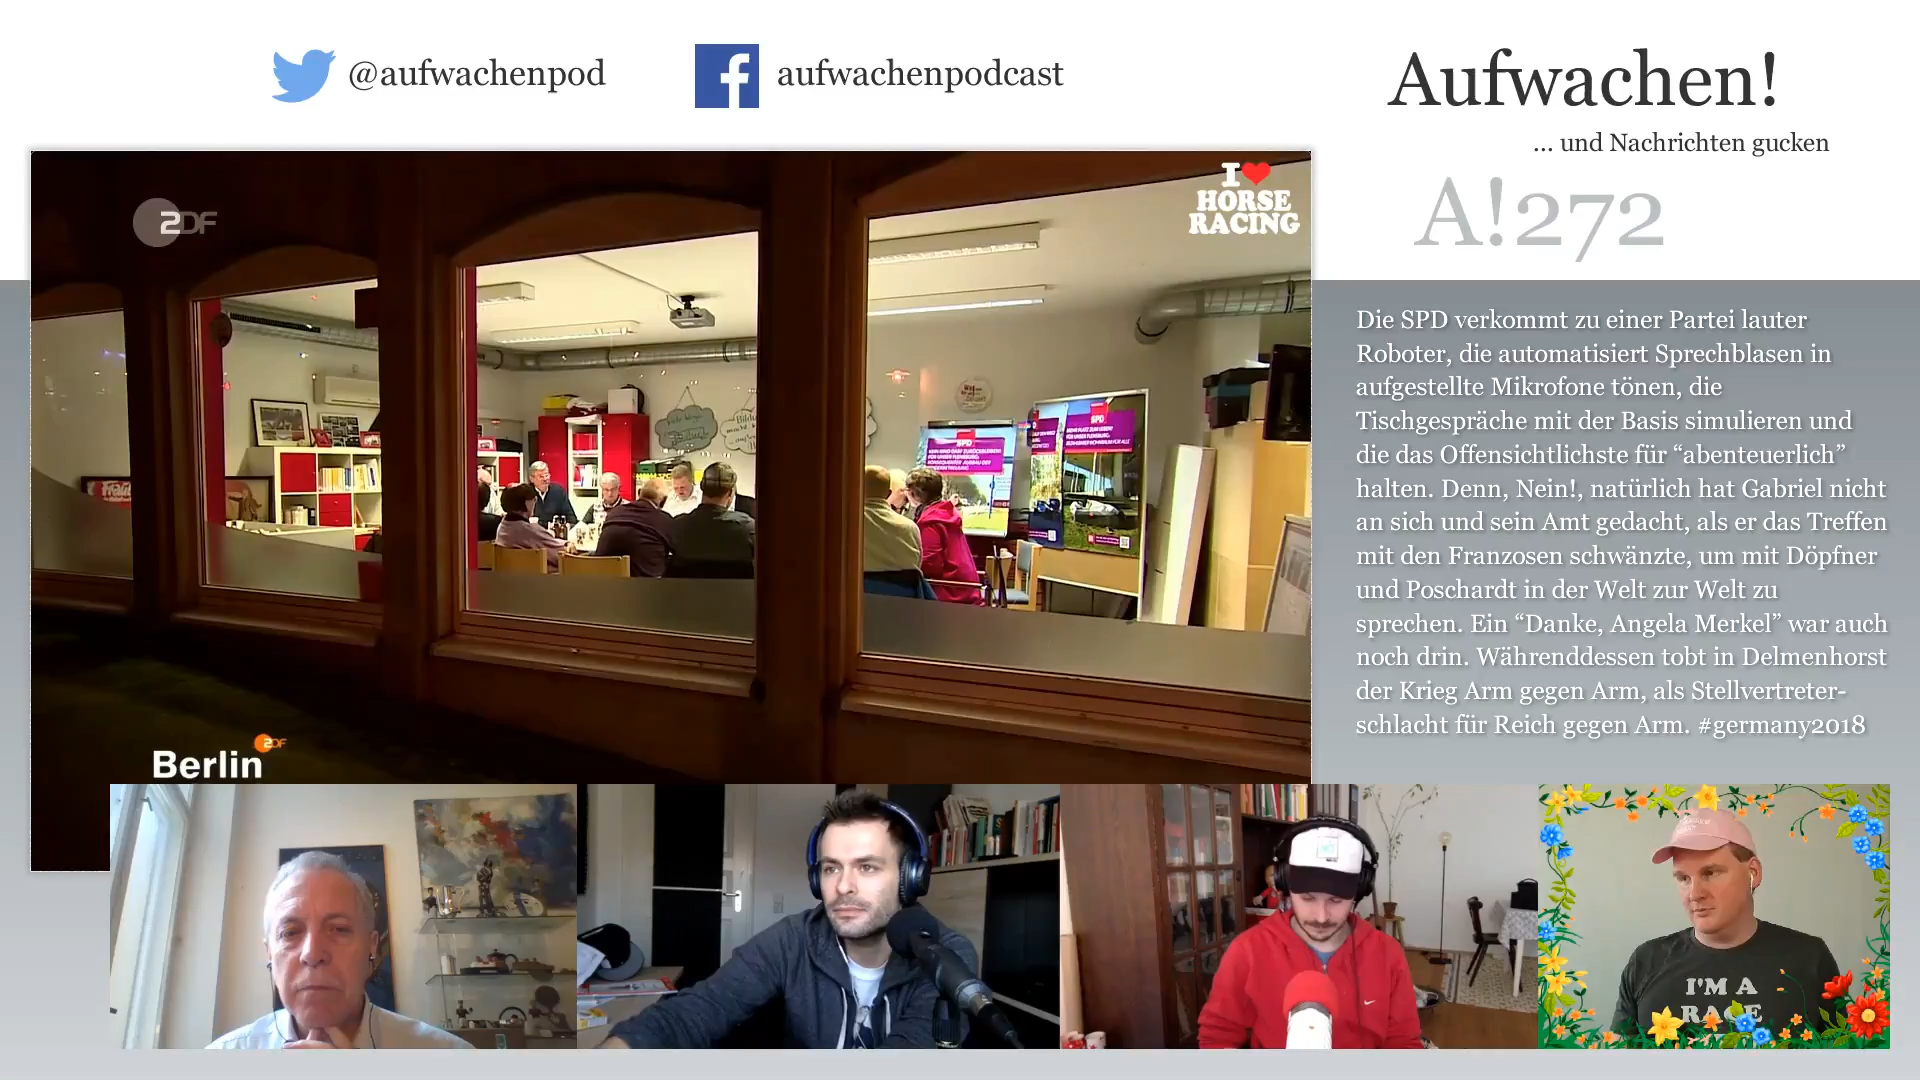 @aufwachenpod
aufwachenpodcast
Aufwachen!
... und Nachrichten gucken
A!272
I
HORSE
RACING
2DF
SPD
SPD
Die SPD verkommt zu einer Partei lauter
Roboter, die automatisiert Sprechblasen in
aufgestellte Mikrofone tönen, die
Tischgespräche mit der Basis simulieren und
die das Offensichtlichste für “abenteuerlich”
halten. Denn, Nein!, natürlich hat Gabriel nicht
an sich und sein Amt gedacht, als er das Treffen
mit den Franzosen schwänzte, um mit Döpfner
und Poschardt in der Welt zur Welt zu
sprechen. Ein “Danke, Angela Merkel” war auch
noch drin. Währenddessen tobt in Delmenhorst
der Krieg Arm gegen Arm, als Stellvertreter-
schlacht für Reich gegen Arm. #germany2018
2DF
Berlin
I'M A
RACE